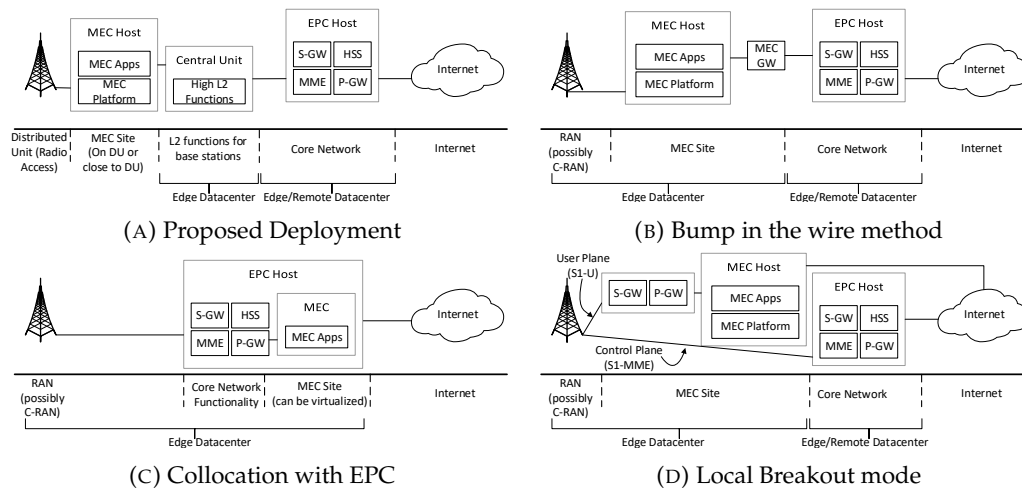 MEC Host
MEC Apps
MEC
Platform
Central Unit
High L2
Functions
EPC Host
S-GW
HSS
MME
P-GW
Internet
Distributed
Unit (Radio
Access)
MEC Site
(On DU or
close to DU)
L2 functions for
base stations
Core Network
Internet
Edge Datacenter
Edge/Remote Datacenter
(A) Proposed Deployment
MEC Host
MEC Apps
MEC Platform
MEC
GW
EPC Host
S-GW
HSS
MME
P-GW
Internet
RAN
(possibly
C-RAN)
MEC Site
Core Network
Internet
Edge Datacenter
Edge/Remote Datacenter
(B) Bump in the wire method
EPC Host
S-GW
HSS
MME
P-GW
MEC
MEC Apps
Internet
RAN
(possibly
C-RAN)
Core Network
Functionality
MEC Site
(can be virtualized)
Internet
Edge Datacenter
(C) Collocation with EPC
User Plane
(S1-U)
S-GW
P-GW
MEC Host
MEC Apps
MEC Platform
EPC Host
S-GW
HSS
MME
P-GW
Internet
Control Plane
(S1-MME)
RAN
(possibly
C-RAN)
MEC Site
Core Network
Internet
Edge Datacenter
Edge/Remote Datacenter
(D) Local Breakout mode